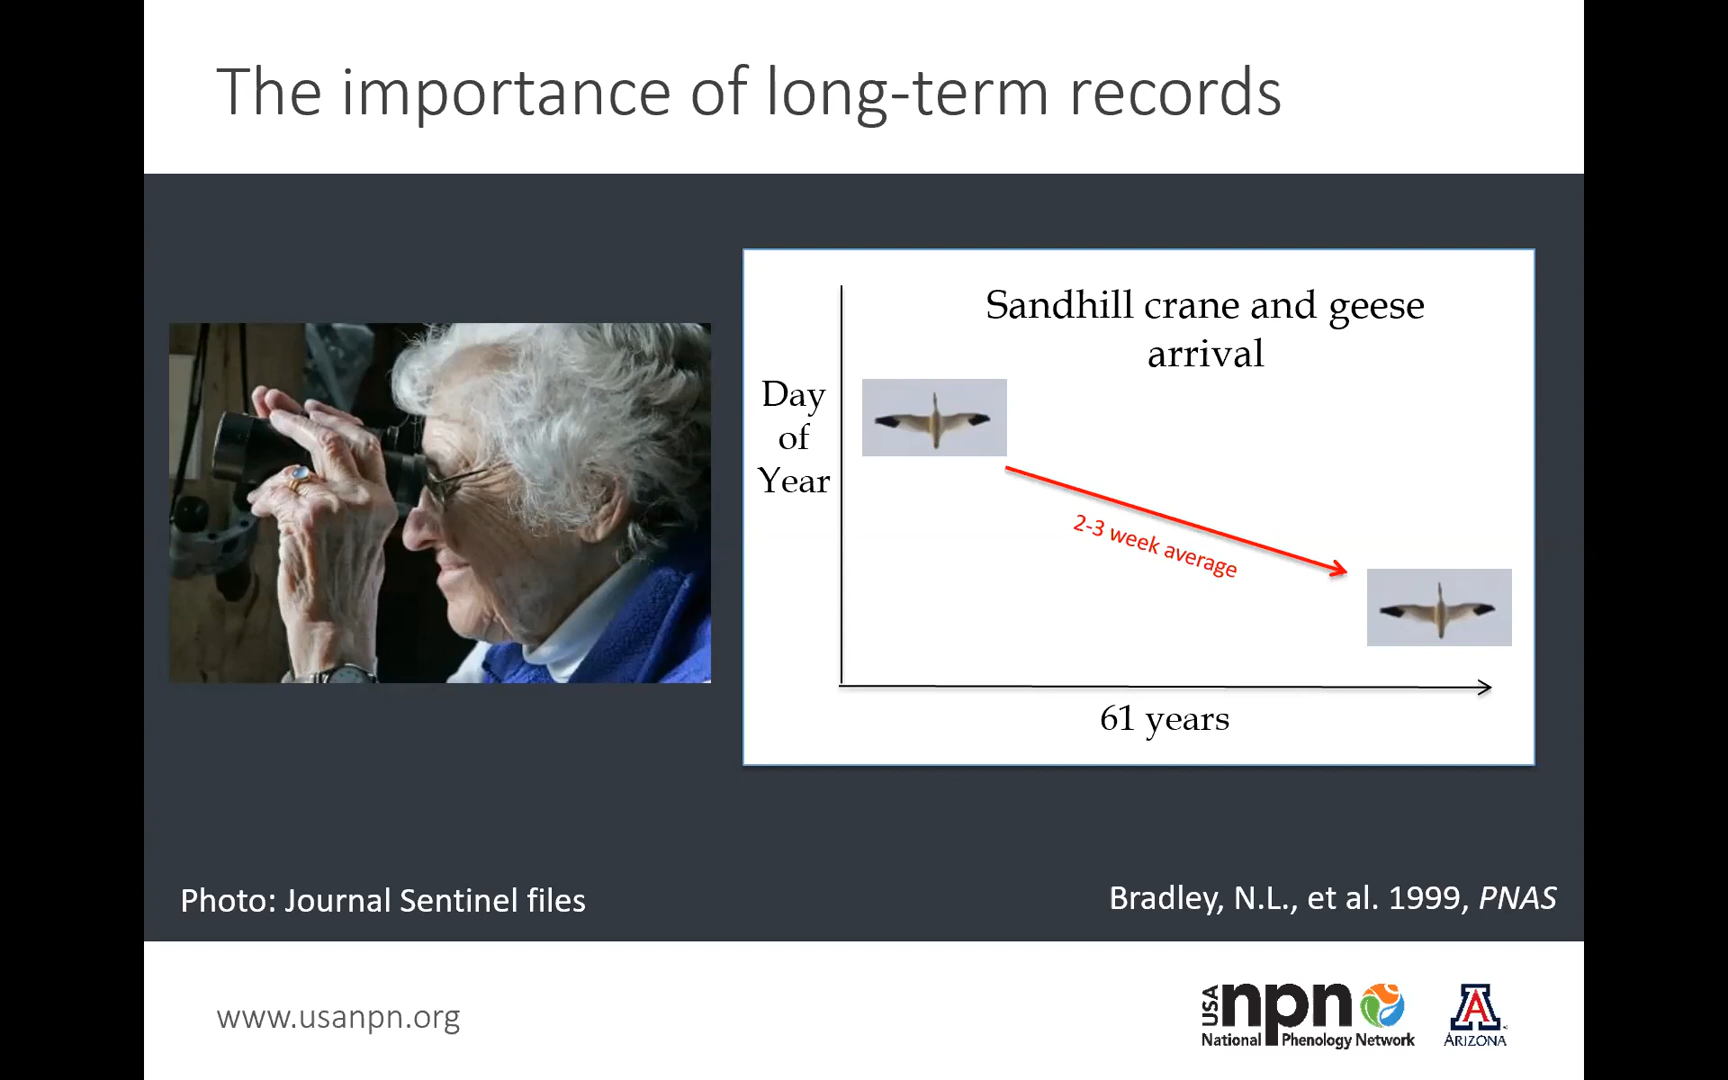 The importance of long-term records
Sandhill crane and geese
arrival
Day
of
Year
2-3 week average
61 years
Photo: Journal Sentinel files
Bradley, N.L., et al. 1999, PNAS
www.usanpn.org
USA npn
National Phenology Network
A
ARIZONA